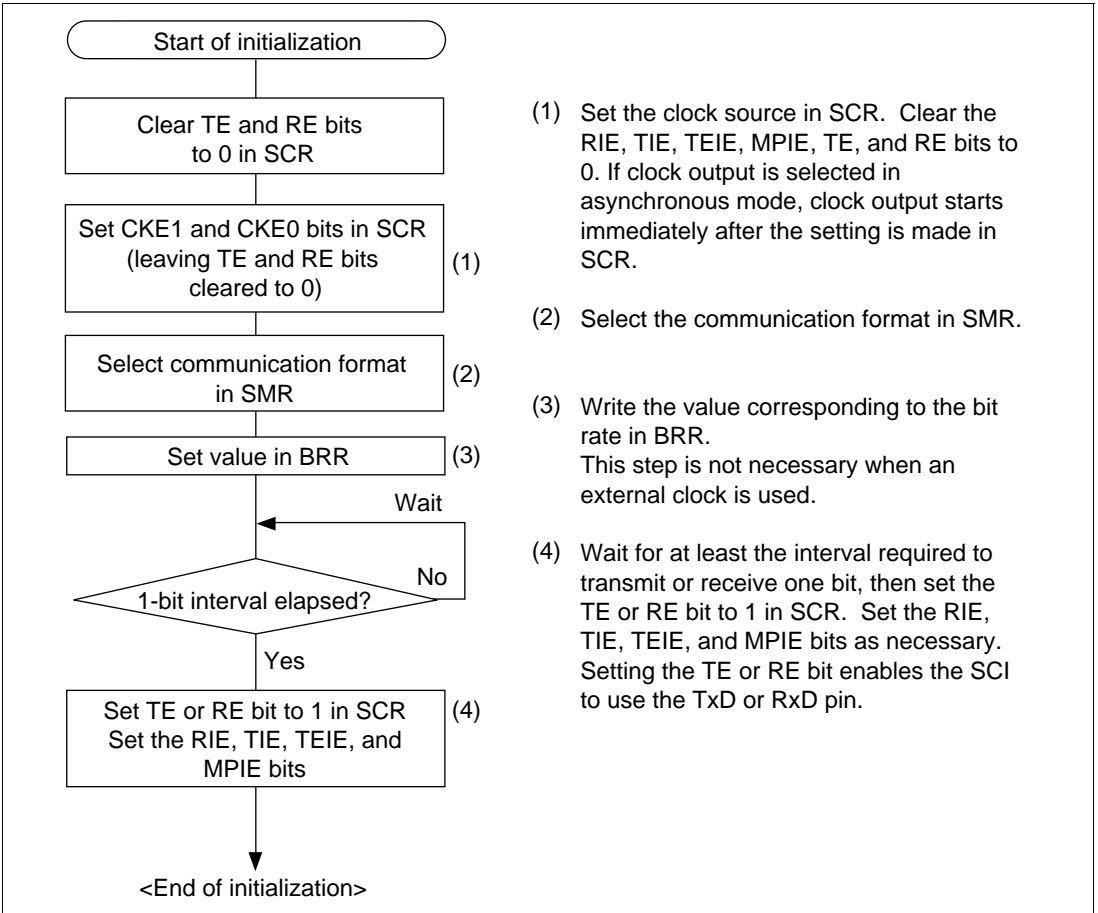 Start of initialization
Clear TE and RE bits
to 0 in SCR
Set CKE1 and CKE0 bits in SCR
(leaving TE and RE bits
cleared to 0)
(1)
Select communication format
in SMR
(2)
Set value in BRR
(3)
Wait
No
1-bit interval elapsed?
Yes
Set TE or RE bit to 1 in SCR
Set the RIE, TIE, TEIE, and
MPIE bits
(4)
<End of initialization>
(1) Set the clock source in SCR. Clear the
RIE, TIE, TEIE, MPIE, TE, and RE bits to
0. If clock output is selected in
asynchronous mode, clock output starts
immediately after the setting is made in
SCR.
(2) Select the communication format in SMR.
(3) Write the value corresponding to the bit
rate in BRR.
This step is not necessary when an
external clock is used.
(4) Wait for at least the interval required to
transmit or receive one bit, then set the
TE or RE bit to 1 in SCR. Set the RIE,
TIE, TEIE, and MPIE bits as necessary.
Setting the TE or RE bit enables the SCI
to use the TxD or RxD pin.